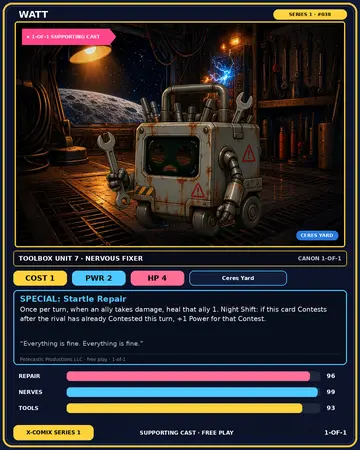 WATT
SERIES 1 · #038
1-OF-1 SUPPORTING CAST
CERES YARD
TOOLBOX UNIT 7 · NERVOUS FIXER
CANON 1-OF-1
COST 1
PWR 2
HP 4
Ceres Yard
SPECIAL: Startle Repair
Once per turn, when an ally takes damage, heal that ally 1. Night Shift: if this card Contests
after the rival has already Contested this turn, +1 Power for that Contest.
"Everything is fine. Everything is fine."
Pelecastic Productions LLC · free play · 1-of-1
REPAIR
96
NERVES
99
TOOLS
93
X-COMIX SERIES 1
SUPPORTING CAST · FREE PLAY
1-OF-1